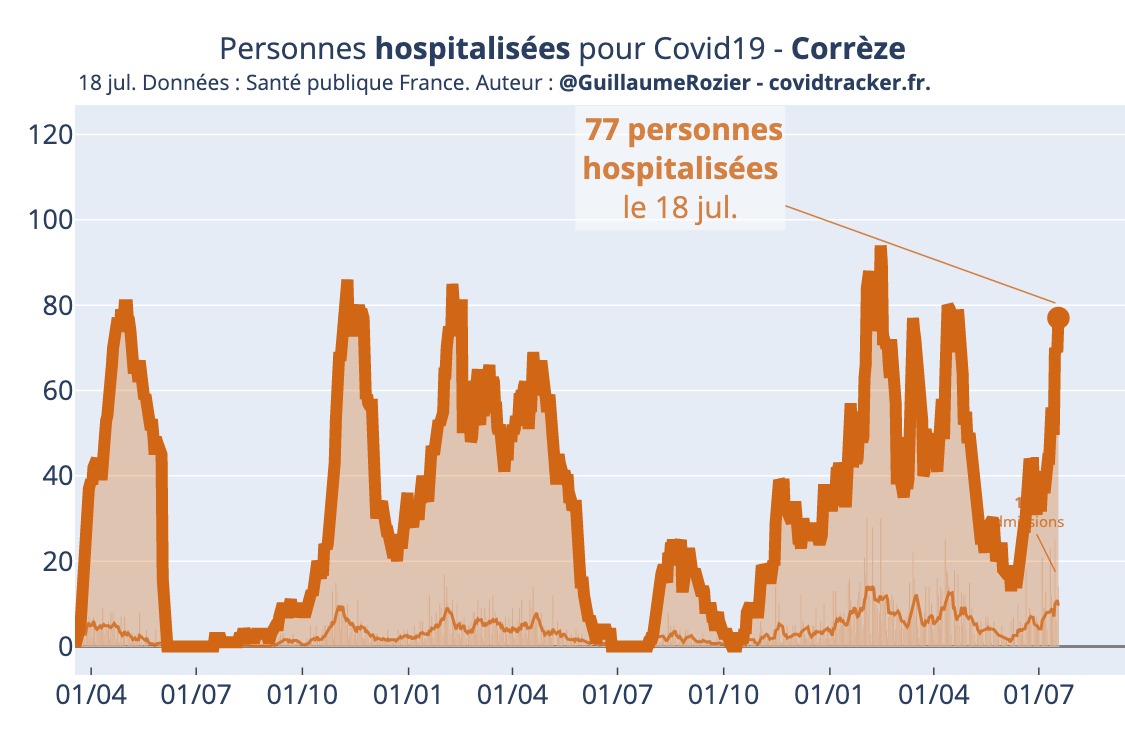 Personnes hospitalisées pour Covid19 - Corrèze
18 jul. Données : Santé publique France. Auteur : @GuillaumeRozier - covidtracker.fr.
120
77 personnes
hospitalisées
le 18 jul.
100
80
60
40
20
0
01/04 01/07 01/10 01/01 01/04 01/07 01/10 01/01 01/04 01/07